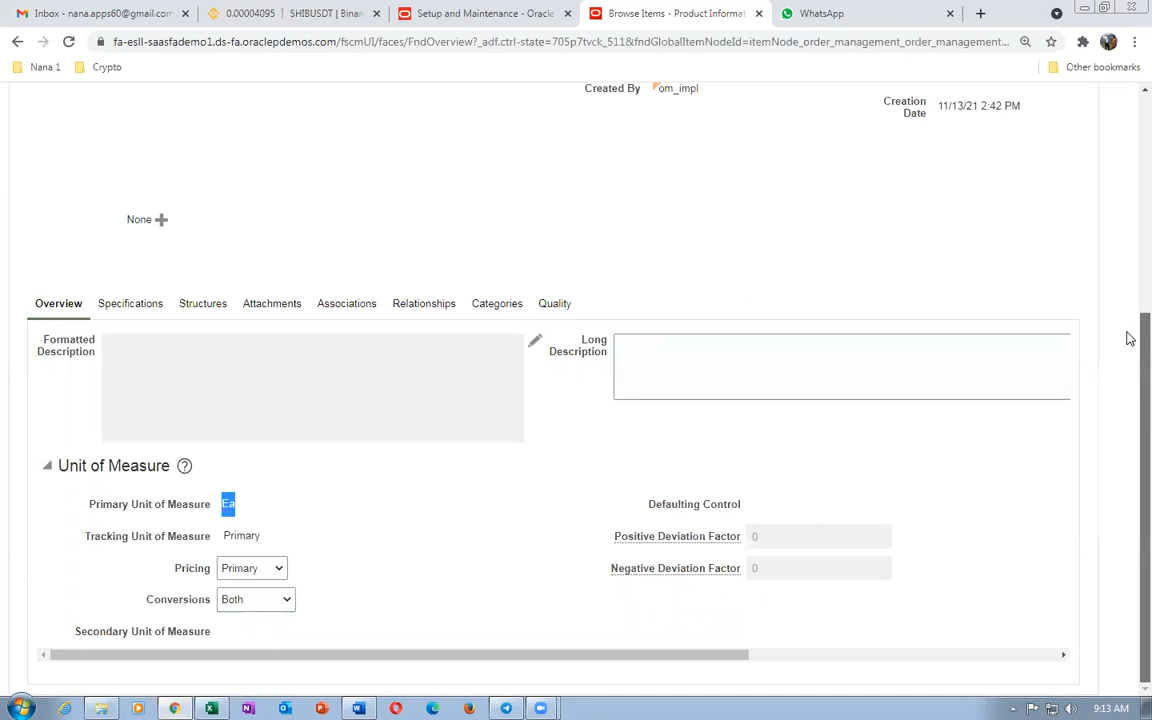 Inbox - nana.apps60@gmail.com
0.00004095 | SHIBUSDT | Binan
Setup and Maintenance - Oracle
Browse Items - Product Informat
WhatsApp
fa-esll-saasfademo1.ds-fa.oraclepdemos.com/fscmUI/faces/FndOverview?_adf.ctrl-state=705p7tvck_511&fndGlobalItemNodeId=itemNode_order_management_order_management...
Nana 1
Crypto
Other bookmarks
Created By om_impl
Creation Date 11/13/21 2:42 PM
None
Overview Specifications Structures Attachments Associations Relationships Categories Quality
Formatted Description
Long Description
Unit of Measure
Primary Unit of Measure Ea
Defaulting Control
Tracking Unit of Measure Primary
Positive Deviation Factor 0
Pricing Primary
Negative Deviation Factor 0
Conversions Both
Secondary Unit of Measure
9:13 AM